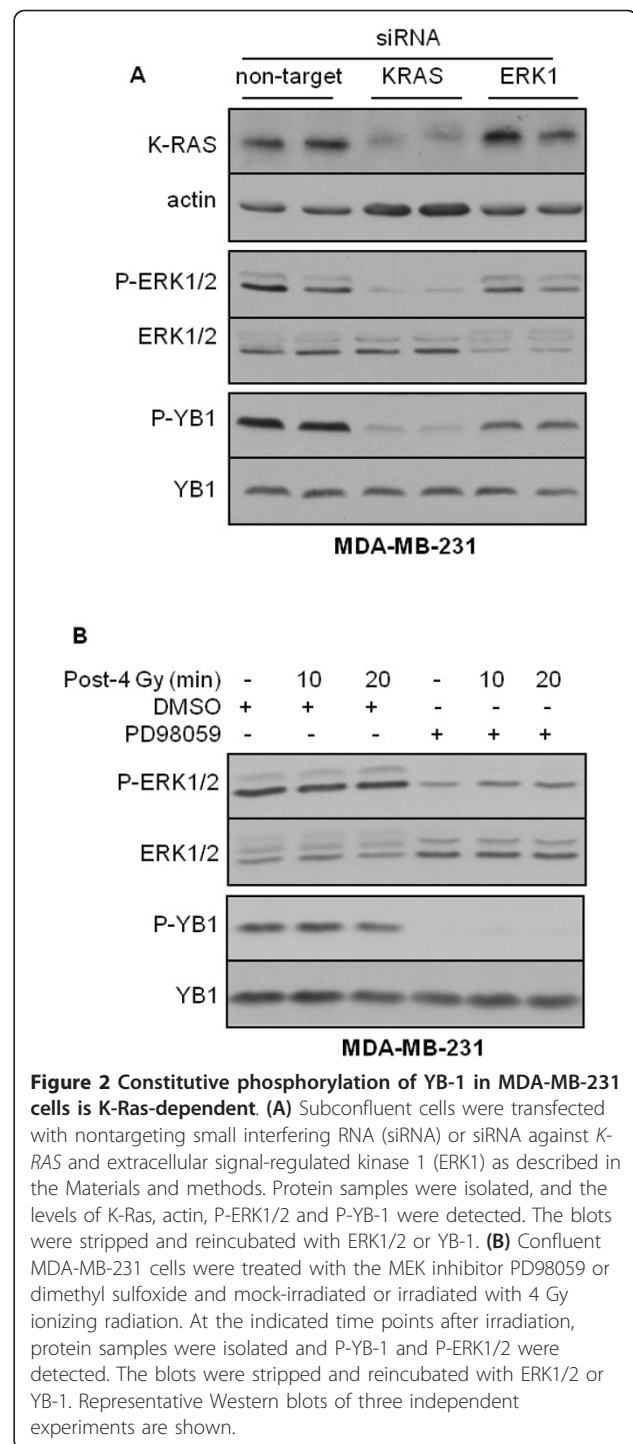 siRNA
A
non-target KRAS ERK1
K-RAS
actin
P-ERK1/2
ERK1/2
P-YB1
YB1
MDA-MB-231
B
Post-4 Gy (min) - 10 20 - 10 20
DMSO + + + - - -
PD98059 - - - + + +
P-ERK1/2
ERK1/2
P-YB1
YB1
MDA-MB-231
Figure 2 Constitutive phosphorylation of YB-1 in MDA-MB-231
cells is K-Ras-dependent. (A) Subconfluent cells were transfected
with nontargeting small interfering RNA (siRNA) or siRNA against K-
RAS and extracellular signal-regulated kinase 1 (ERK1) as described in
the Materials and methods. Protein samples were isolated, and the
levels of K-Ras, actin, P-ERK1/2 and P-YB-1 were detected. The blots
were stripped and reincubated with ERK1/2 or YB-1. (B) Confluent
MDA-MB-231 cells were treated with the MEK inhibitor PD98059 or
dimethyl sulfoxide and mock-irradiated or irradiated with 4 Gy
ionizing radiation. At the indicated time points after irradiation,
protein samples were isolated and P-YB-1 and P-ERK1/2 were
detected. The blots were stripped and reincubated with ERK1/2 or
YB-1. Representative Western blots of three independent
experiments are shown.